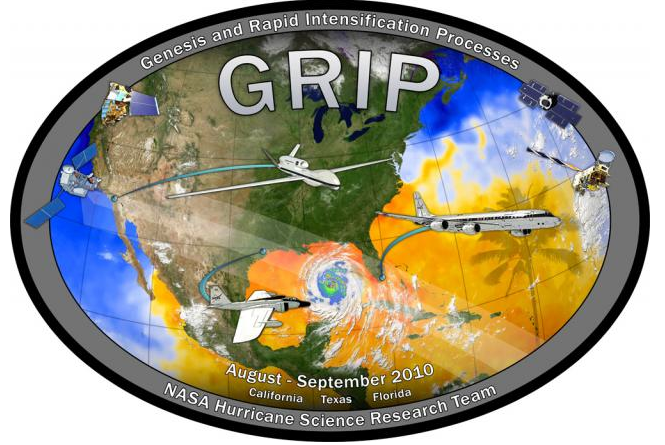 Genesis and Rapid Intensification Processes
GRIP
August - September 2010
California Texas Florida
NASA Hurricane Science Research Team